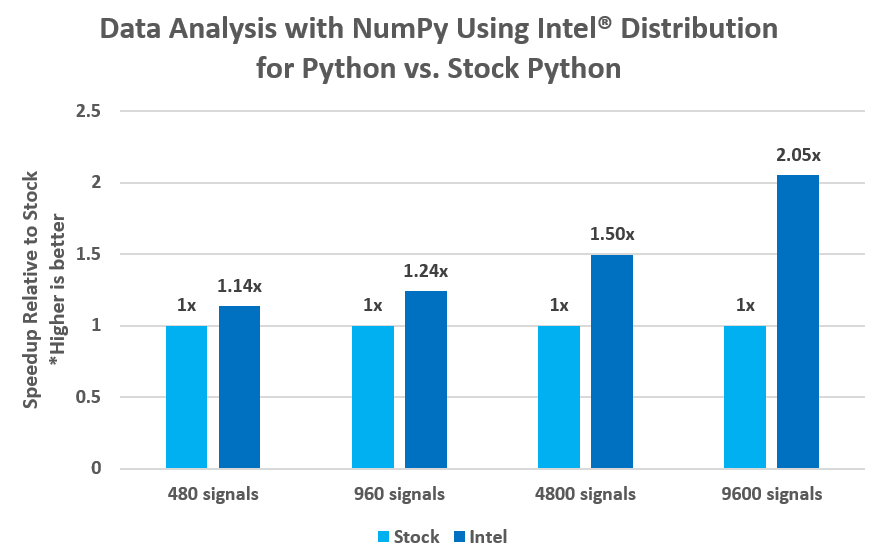 Data Analysis with NumPy Using Intel® Distribution
for Python vs. Stock Python
Speedup Relative to Stock
*Higher is better
2.5
2
1.5
1
0.5
0
1x
1.14x
1x
1.24x
1x
1.50x
1x
2.05x
480 signals
960 signals
4800 signals
9600 signals
Stock
Intel